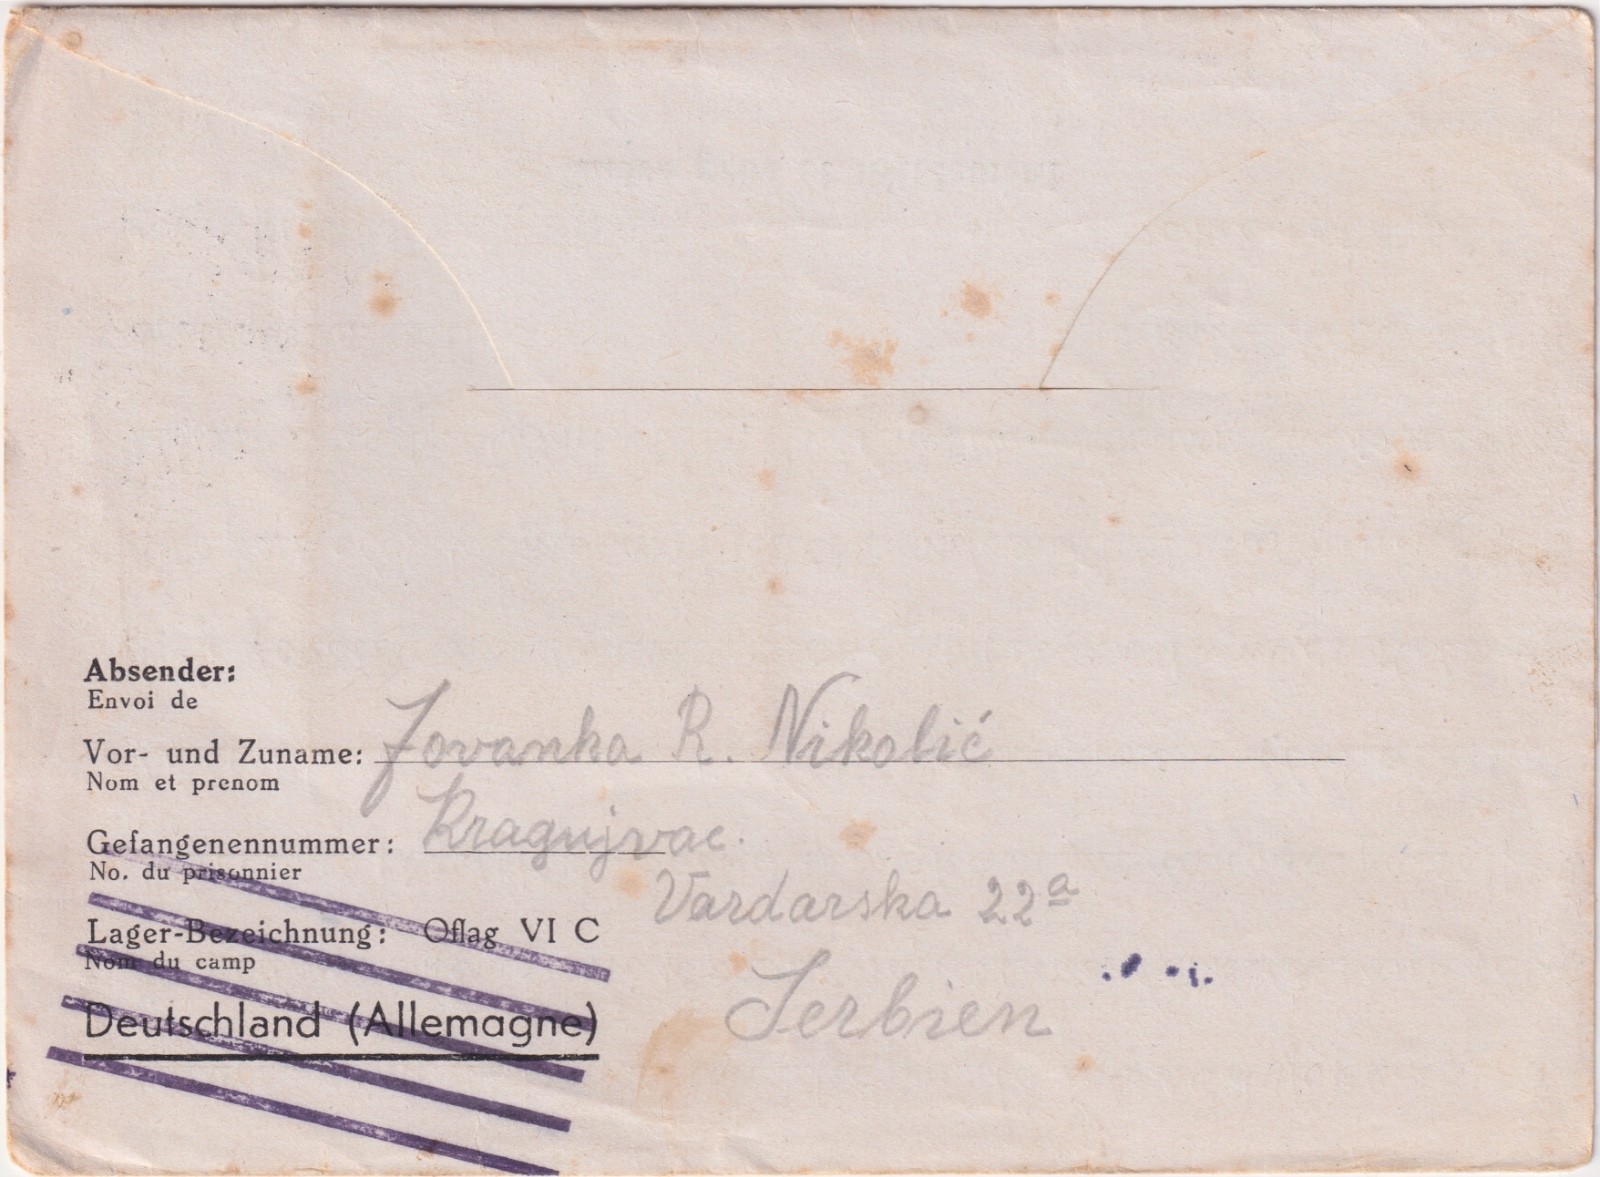 Absender:
Envoi de
Vor- und Zuname: Jovanka R. Nikolić
Nom et prenom
Gefangenennummer: Kragujvac.
No. du prisonnier
Vardarska 22a
Lager-Bezeichnung: Oflag VI C
Nom du camp
Serbien
Deutschland (Allemagne)